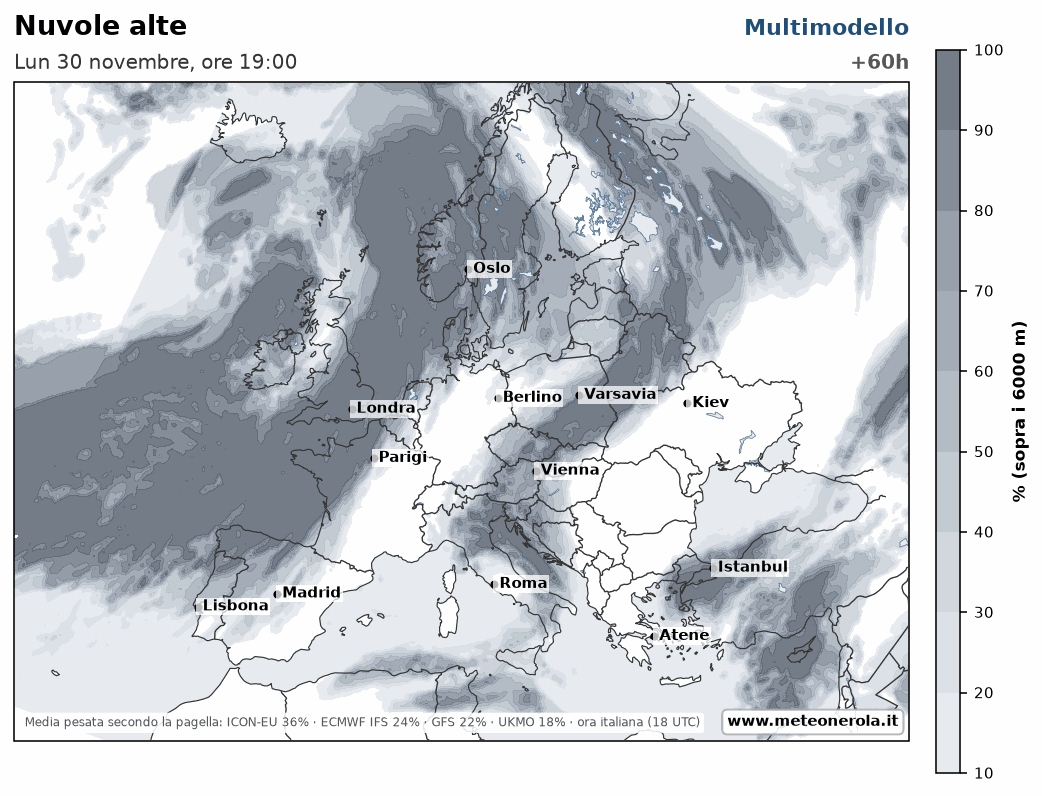 Nuvole alte
Multimodello
Lun 30 novembre, ore 19:00
+60h
100
90
80
70
60
50
40
30
20
10
% (sopra i 6000 m)
Oslo
Berlino
Varsavia
Kiev
Londra
Parigi
Vienna
Istanbul
Roma
Madrid
Lisbona
Atene
Media pesata secondo la pagella: ICON-EU 36% · ECMWF IFS 24% · GFS 22% · UKMO 18% · ora italiana (18 UTC)
www.meteonerola.it